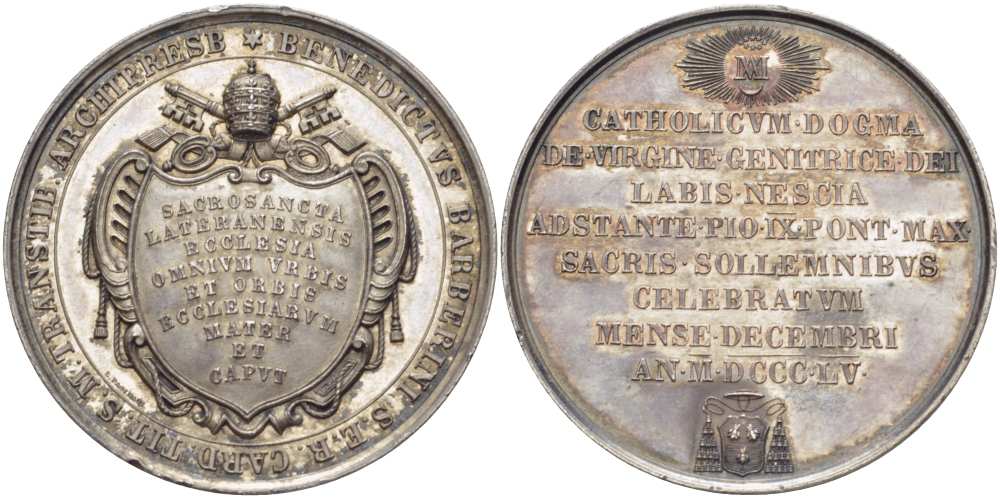 BENEDICTVS BARBERINI S. E. R. CARD. TIT. S. M. TRANSTIB. ARCHIPRESB
SACROSANCTA
LATERANENSIS
ECCLESIA
OMNIVM VRBIS
ET ORBIS
ECCLESIARVM
MATER
ET
CAPVT
CATHOLICVM·DOGMA
DE·VIRGINE·GENITRICE·DEI
LABIS·NESCIA
ADSTANTE·PIO·IX·PONT·MAX·
SACRIS·SOLLEMNIBVS
CELEBRATVM
MENSE·DECEMBRI
AN·M·DCCC·LV·